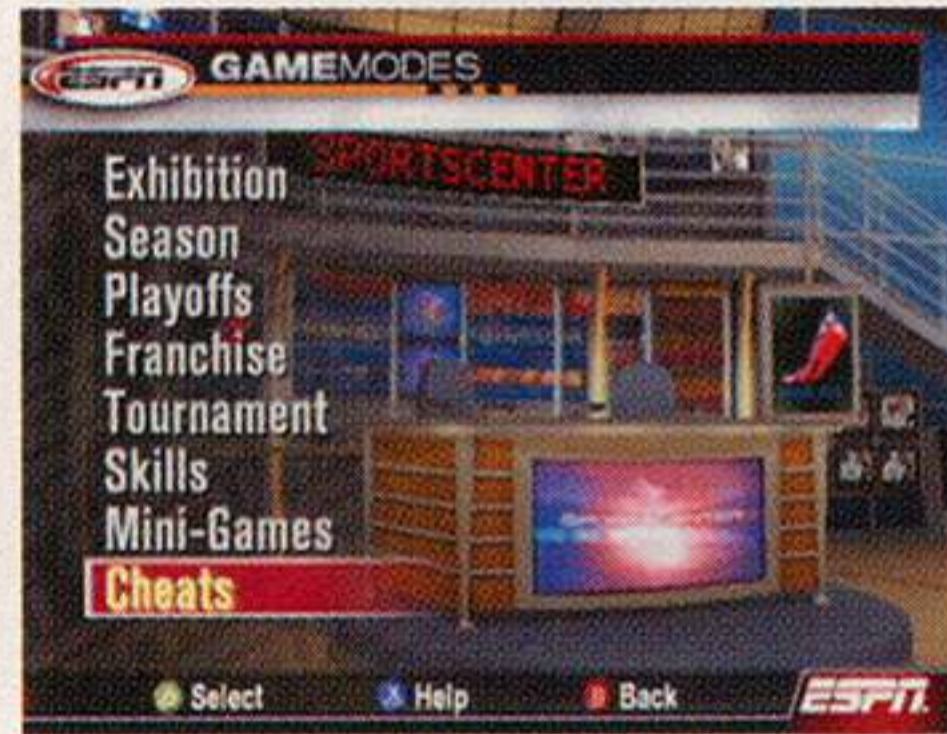 ESPN GAMEMODES
SPORTSCENTER
Exhibition
Season
Playoffs
Franchise
Tournament
Skills
Mini-Games
Cheats
A Select X Help B Back ESPN